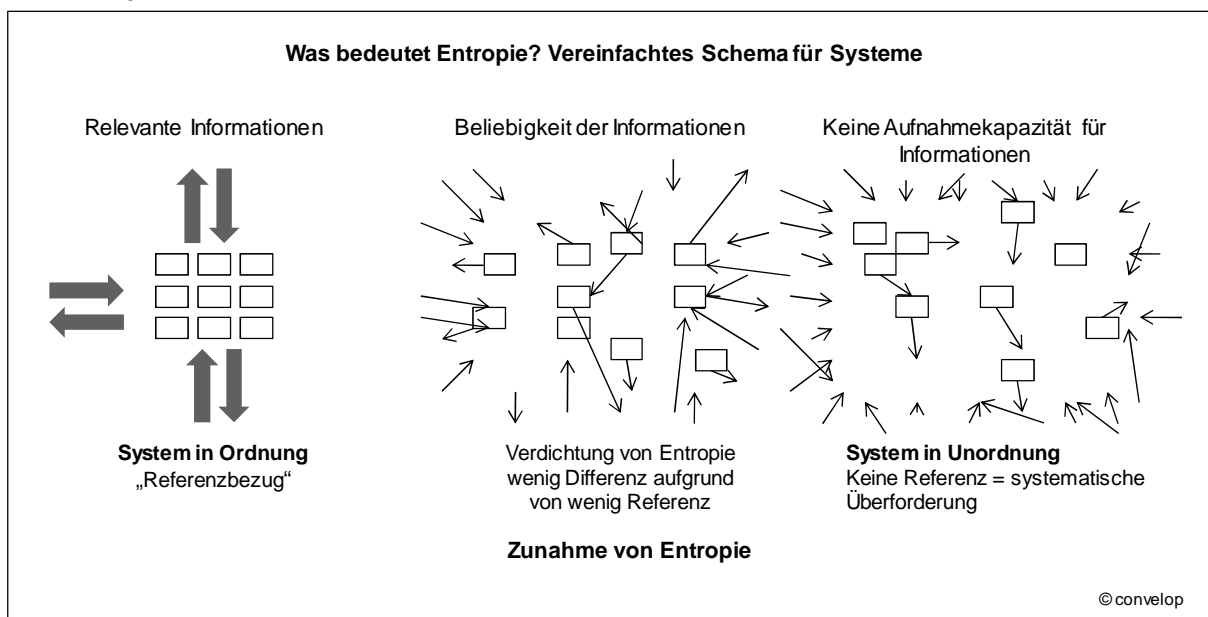 Was bedeutet Entropie? Vereinfachtes Schema für Systeme
Relevante Informationen
Beliebigkeit der Informationen
Keine Aufnahmekapazität für
Informationen
System in Ordnung
„Referenzbezug“
Verdichtung von Entropie
wenig Differenz aufgrund
von wenig Referenz
System in Unordnung
Keine Referenz = systematische
Überforderung
Zunahme von Entropie
© convelop